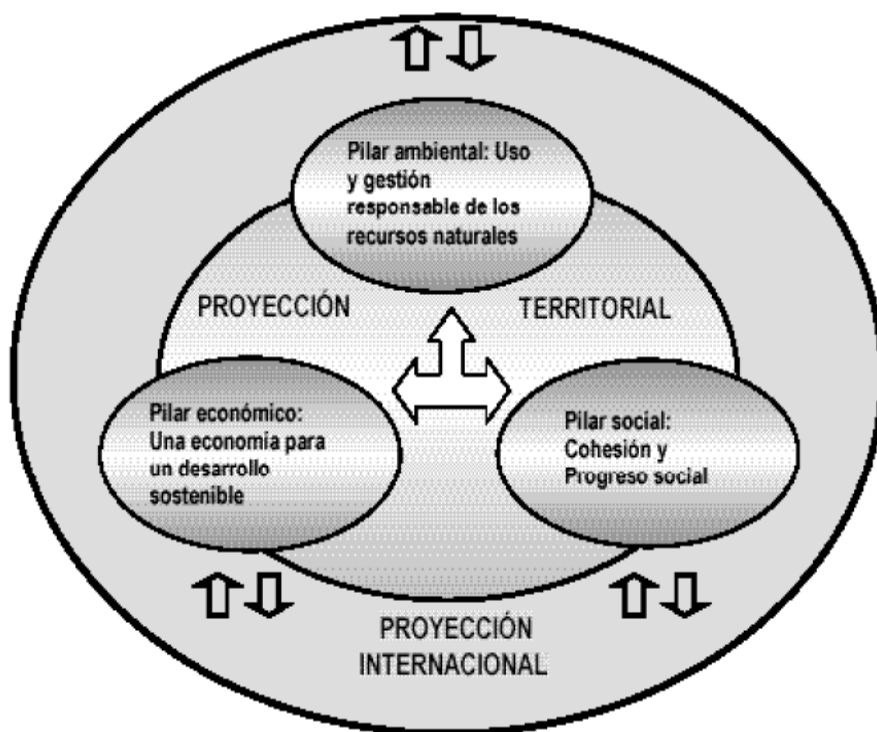 Pilar ambiental: Uso
y gestión
responsable de los
recursos naturales
PROYECCIÓN
TERRITORIAL
Pilar económico:
Una economía para
un desarrollo
sostenible
Pilar social:
Cohesión y
Progreso social
PROYECCIÓN
INTERNACIONAL